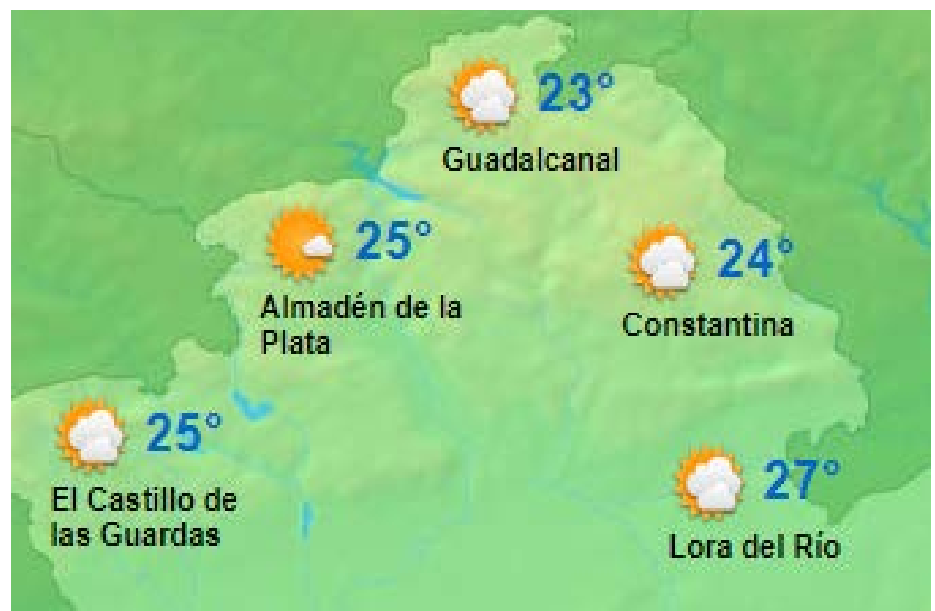 23°
Guadalcanal
25°
Almadén de la
Plata
24°
Constantina
25°
El Castillo de
las Guardas
27°
Lora del Río